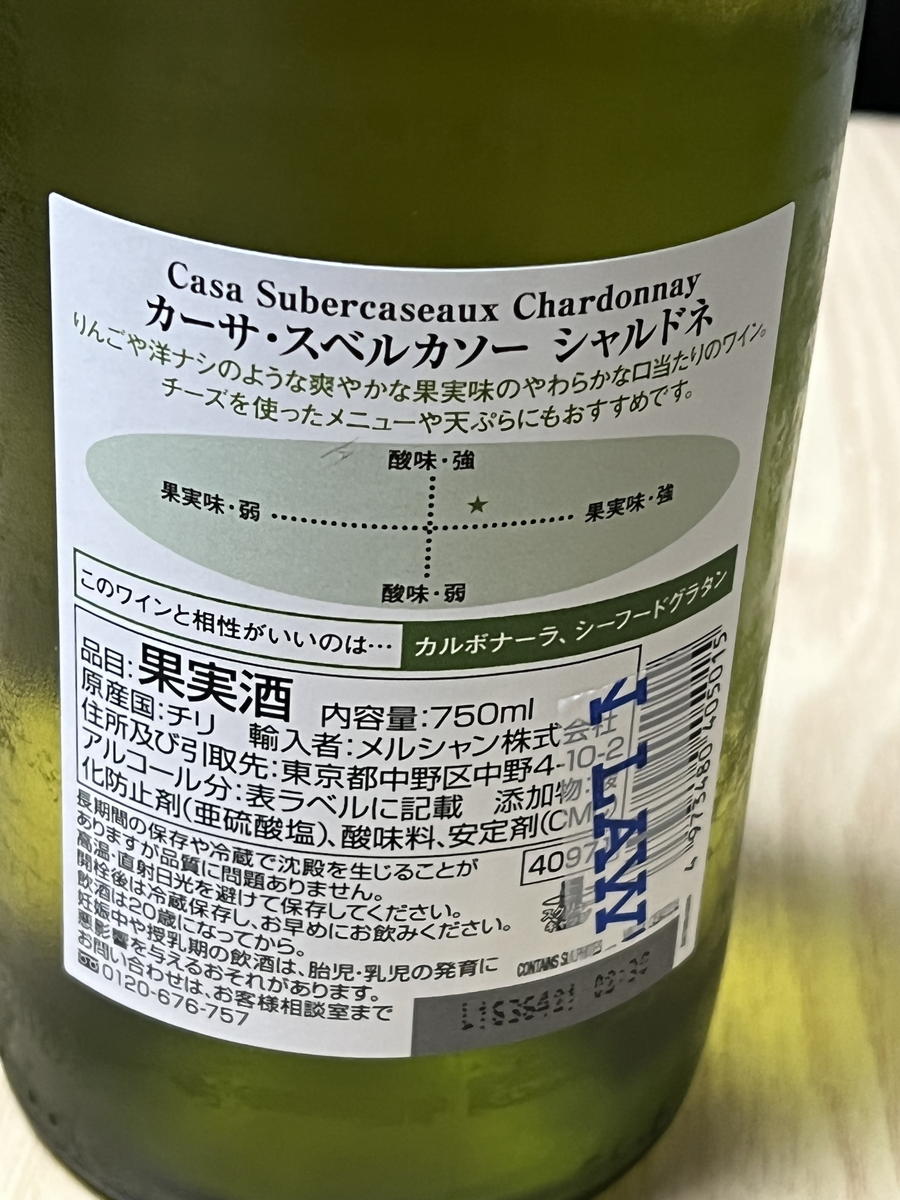 Casa Subercaseaux Chardonnay
カーサ・スベルカソー シャルドネ
りんごや洋ナシのような爽やかな果実味のやわらかな口当たりのワイン。
チーズを使ったメニューや天ぷらにもおすすめです。
酸味・強
果実味・弱
果実味・強
酸味・弱
このワインと相性がいいのは… カルボナーラ、シーフードグラタン
品目:果実酒 内容量:750ml
原産国:チリ 輸入者:メルシャン株式会社
住所及び引取先:東京都中野区中野4-10-2
アルコール分:表ラベルに記載 添加物:酸
化防止剤(亜硫酸塩)、酸味料、安定剤(CM
長期間の保存や冷蔵で沈殿を生じることが
ありますが品質に問題ありません。
高温・直射日光を避けて保存してください。
開栓後は冷蔵保存し、お早めにお飲みください。
飲酒は20歳になってから。
妊娠中や授乳期の飲酒は、胎児・乳児の発育に
悪影響を与えるおそれがあります。
お問い合わせは、お客様相談室まで
0120-676-757
4097
CONTAINS SULPHITES
LAW
4 973480 405015